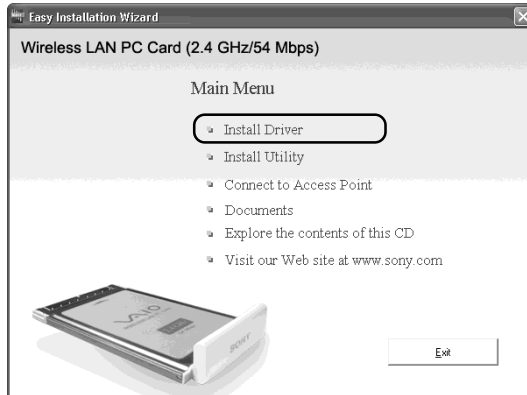 Easy Installation Wizard
Wireless LAN PC Card (2.4 GHz/54 Mbps)
Main Menu
Install Driver
Install Utility
Connect to Access Point
Documents
Explore the contents of this CD
Visit our Web site at www.sony.com
VAIO
SONY
Exit